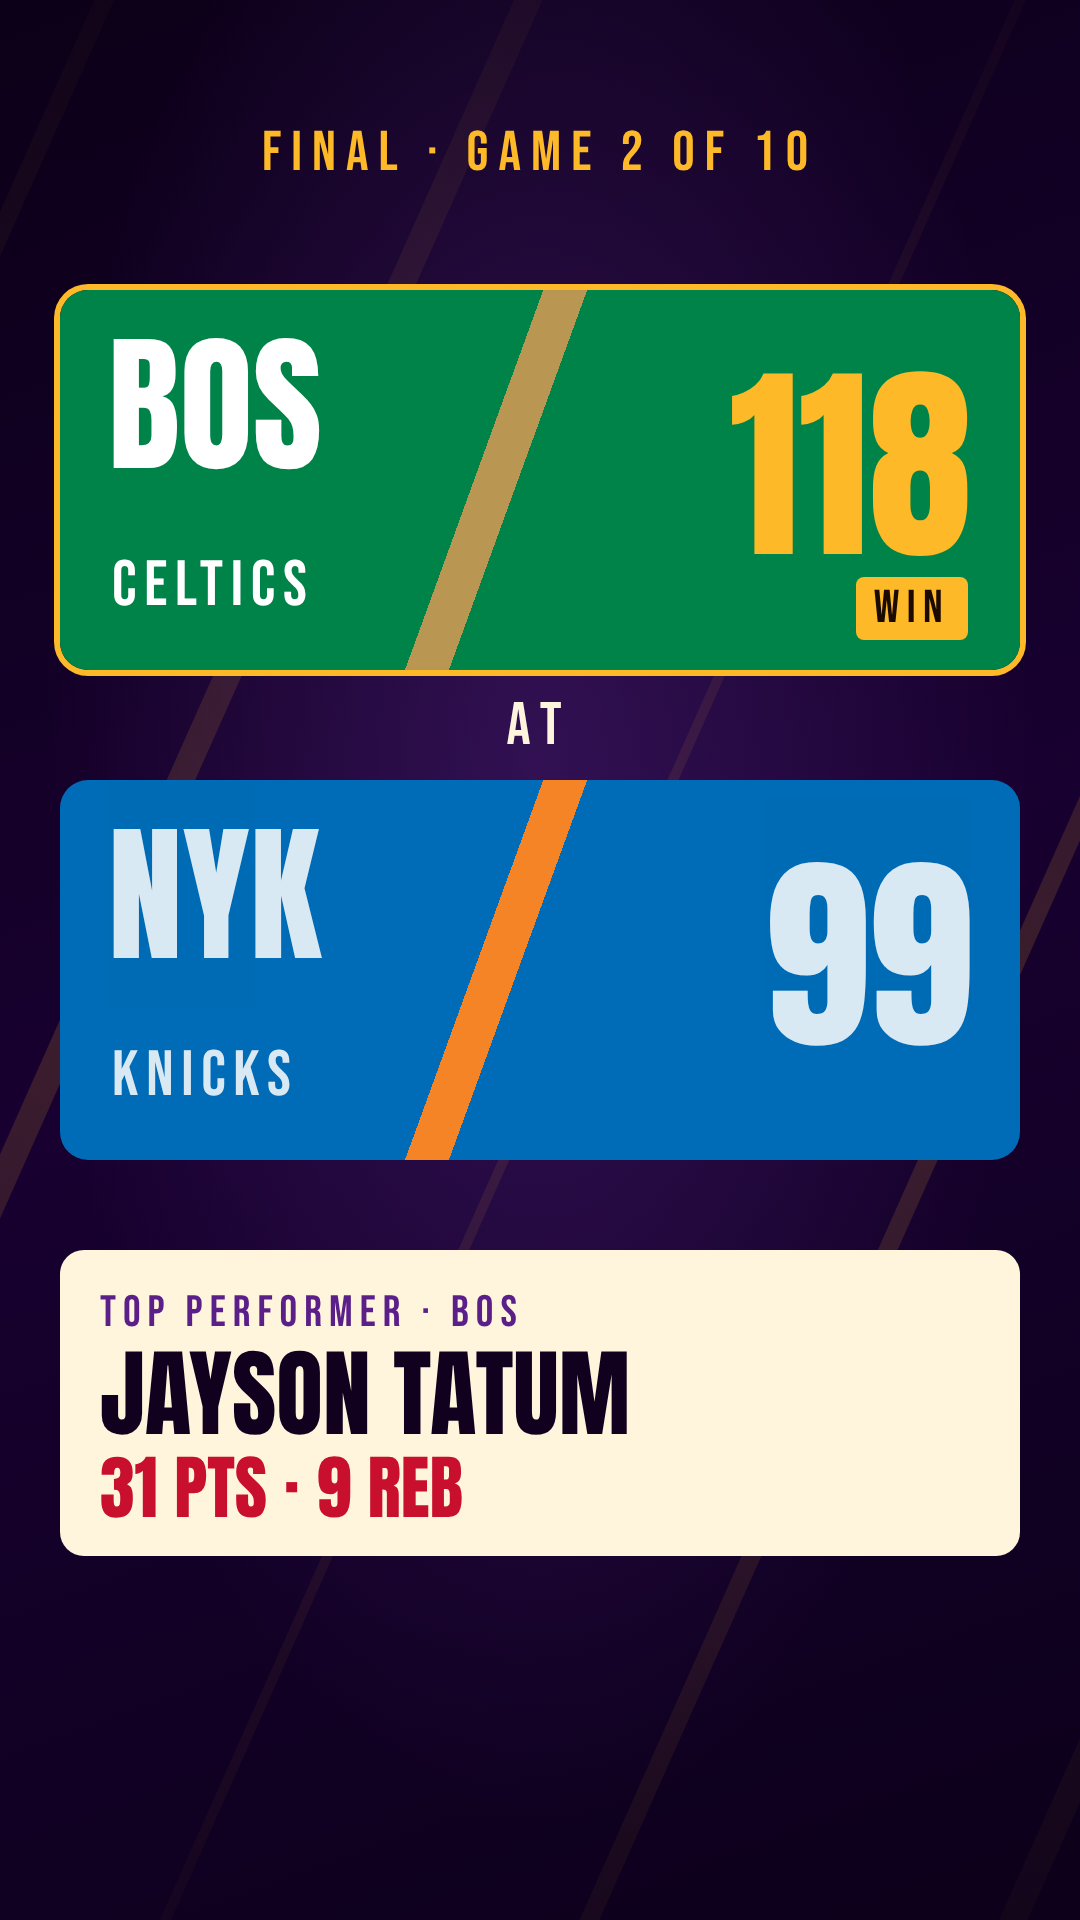 FINAL · GAME 2 OF 10
BOS
118
CELTICS
WIN
AT
NYK
99
KNICKS
TOP PERFORMER · BOS
JAYSON TATUM
31 PTS · 9 REB